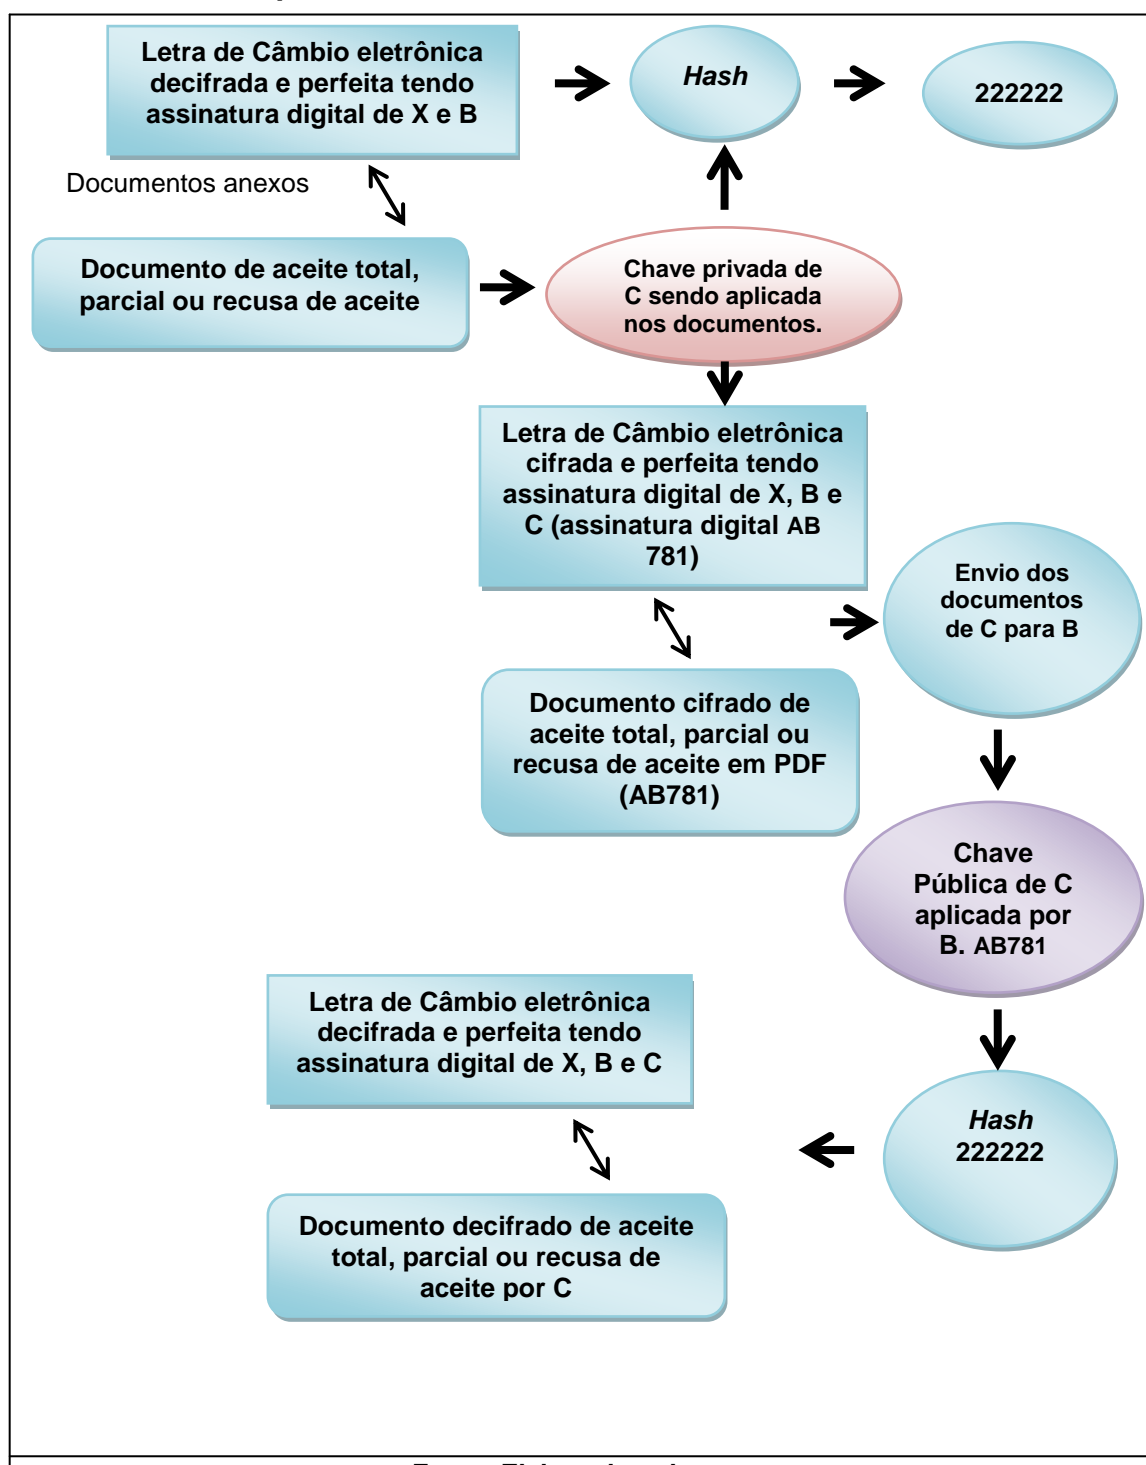 Letra de Câmbio eletrônica
decifrada e perfeita tendo
assinatura digital de X e B
Hash
222222
Documentos anexos
Documento de aceite total,
parcial ou recusa de aceite
Chave privada de
C sendo aplicada
nos documentos.
Letra de Câmbio eletrônica
cifrada e perfeita tendo
assinatura digital de X, B e
C (assinatura digital AB
781)
Envio dos
documentos
de C para B
Documento cifrado de
aceite total, parcial ou
recusa de aceite em PDF
(AB781)
Chave
Pública de C
aplicada por
B. AB781
Letra de Câmbio eletrônica
decifrada e perfeita tendo
assinatura digital de X, B e C
Hash
222222
Documento decifrado de aceite
total, parcial ou recusa de
aceite por C